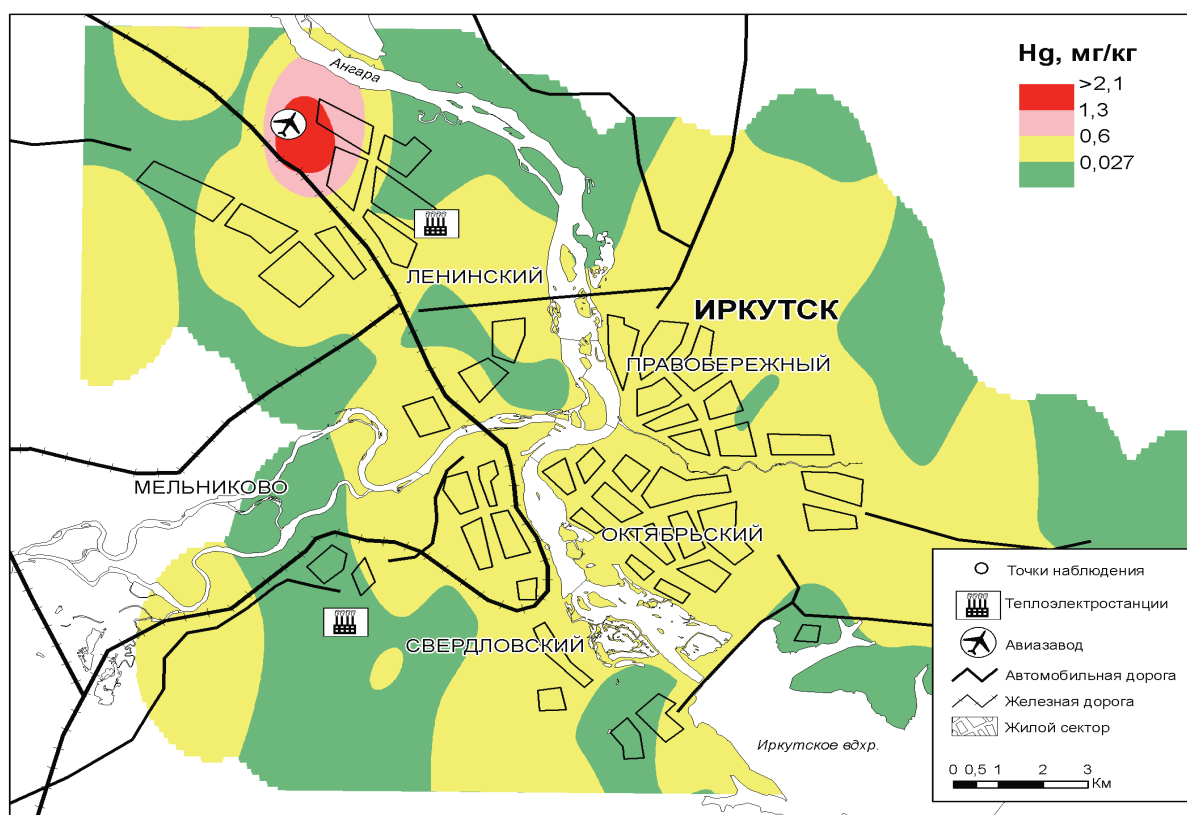 Ангара
Hg, мг/кг
>2,1
1,3
0,6
0,027
ЛЕНИНСКИЙ
ИРКУТСК
ПРАВОБЕРЕЖНЫЙ
МЕЛЬНИКОВО
ОКТЯБРЬСКИЙ
СВЕРДЛОВСКИЙ
Иркутское вдхр.
Точки наблюдения
Теплоэлектростанции
Авиазавод
Автомобильная дорога
Железная дорога
Жилой сектор
0 0,5 1 2 3
Км